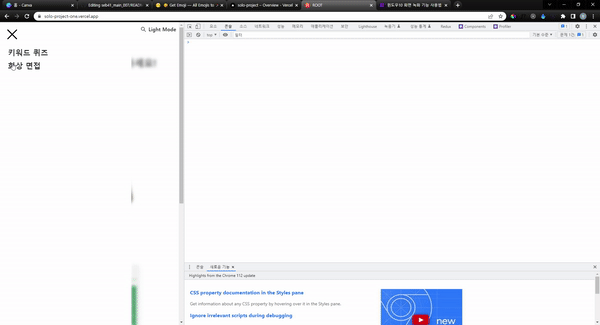 홈 - Canva
Editing seb41_main_007/READ
Get Emoji — All Emojis to
solo-project – Overview – Vercel
ROOT
윈도우10 화면 녹화 기능 사용법
solo-project-one.vercel.app
Light Mode
키워드 퀴즈
화상 면접
콘솔
소스
네트워크
성능
메모리
애플리케이션
보안
Lighthouse
Redux
Components
Profiler
top
필터
기본 수준
콘솔
새로운 기능
Highlights from the Chrome 112 update
CSS property documentation in the Styles pane
Get information about any CSS property by hovering over it in the Styles pane.
Ignore irrelevant scripts during debugging
new